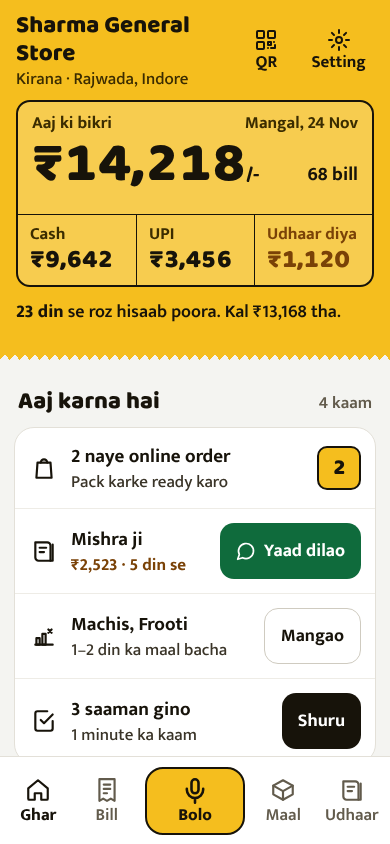 Sharma General
Store
Kirana · Rajwada, Indore
QR
Setting
Aaj ki bikri
Mangal, 24 Nov
₹14,218/-
68 bill
Cash
UPI
Udhaar diya
₹9,642
₹3,456
₹1,120
23 din se roz hisaab poora. Kal ₹13,168 tha.
Aaj karna hai
4 kaam
2 naye online order
Pack karke ready karo
2
Mishra ji
₹2,523 · 5 din se
Yaad dilao
Machis, Frooti
1–2 din ka maal bacha
Mangao
3 saaman gino
1 minute ka kaam
Shuru
Ghar
Bill
Bolo
Maal
Udhaar